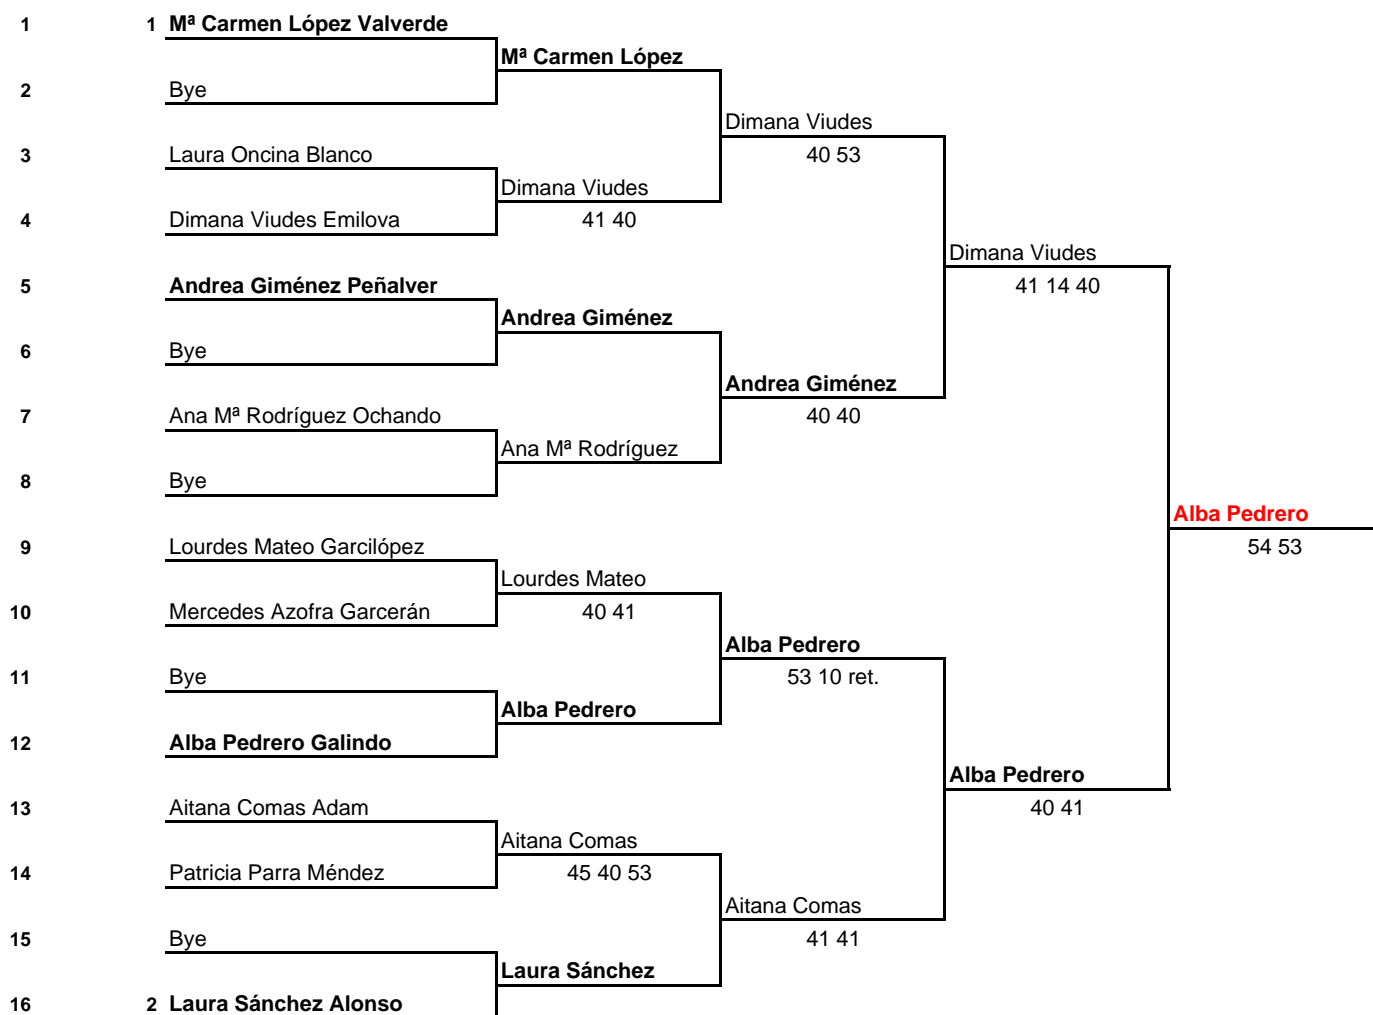 1 1 Mª Carmen López Valverde
Mª Carmen López
2 Bye
Dimana Viudes
3 Laura Oncina Blanco 40 53
Dimana Viudes
4 Dimana Viudes Emilova 41 40
Dimana Viudes
5 Andrea Giménez Peñalver 41 14 40
Andrea Giménez
6 Bye
Andrea Giménez
7 Ana Mª Rodríguez Ochando 40 40
Ana Mª Rodríguez
8 Bye
Alba Pedrero
9 Lourdes Mateo Garcilópez 54 53
Lourdes Mateo
10 Mercedes Azofra Garcerán 40 41
Alba Pedrero
11 Bye 53 10 ret.
Alba Pedrero
12 Alba Pedrero Galindo
Alba Pedrero
13 Aitana Comas Adam 40 41
Aitana Comas
14 Patricia Parra Méndez 45 40 53
Aitana Comas
15 Bye 41 41
Laura Sánchez
16 2 Laura Sánchez Alonso